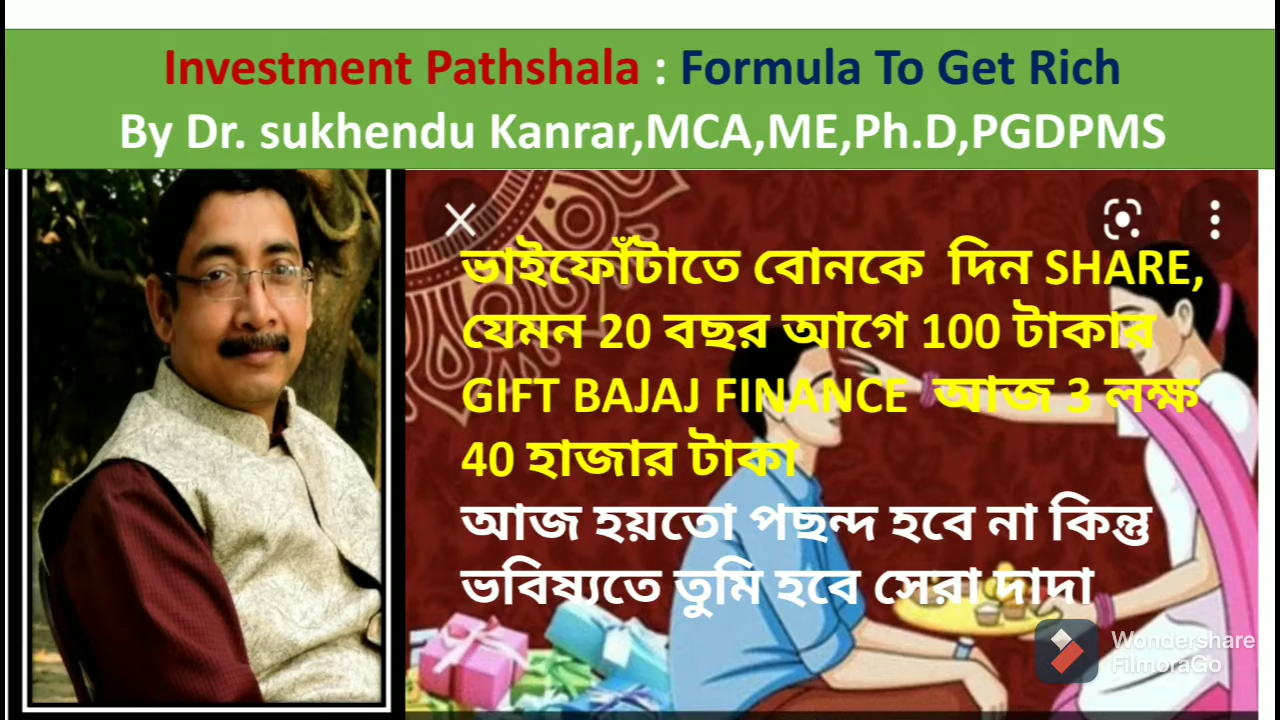 Investment Pathshala : Formula To Get Rich
By Dr. sukhendu Kanrar,MCA,ME,Ph.D,PGDPMS
ভাইফোঁটাতে বোনকে দিন SHARE,
যেমন 20 বছর আগে 100 টাকার
GIFT BAJAJ FINANCE আজ 3 লক্ষ
40 হাজার টাকা
আজ হয়তো পছন্দ হবে না কিন্তু
ভবিষ্যতে তুমি হবে সেরা দাদা
Wondershare
FilmoraGo